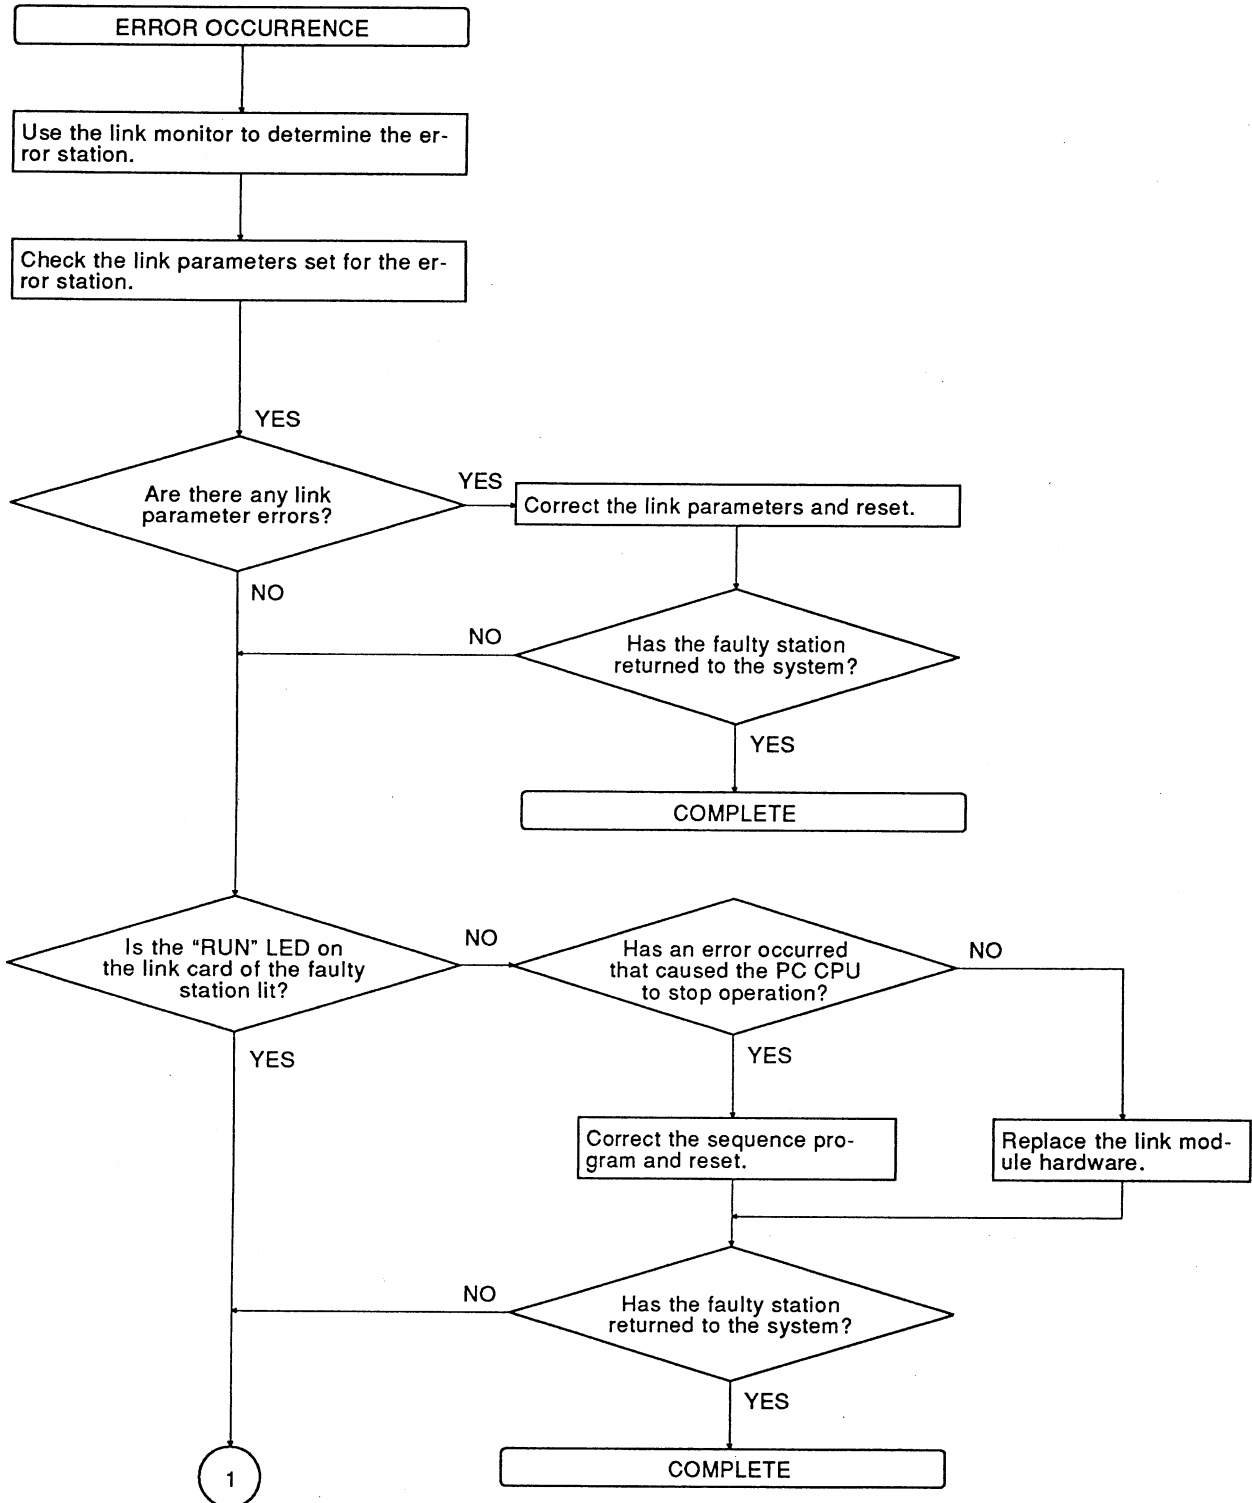 ERROR OCCURRENCE
Use the link monitor to determine the er-
ror station.
Check the link parameters set for the er-
ror station.
YES
Are there any link
parameter errors?
YES
Correct the link parameters and reset.
NO
NO
Has the faulty station
returned to the system?
YES
COMPLETE
Is the “RUN” LED on
the link card of the faulty
station lit?
NO
Has an error occurred
that caused the PC CPU
to stop operation?
NO
YES
YES
Correct the sequence pro-
gram and reset.
Replace the link mod-
ule hardware.
NO
Has the faulty station
returned to the system?
YES
1
COMPLETE